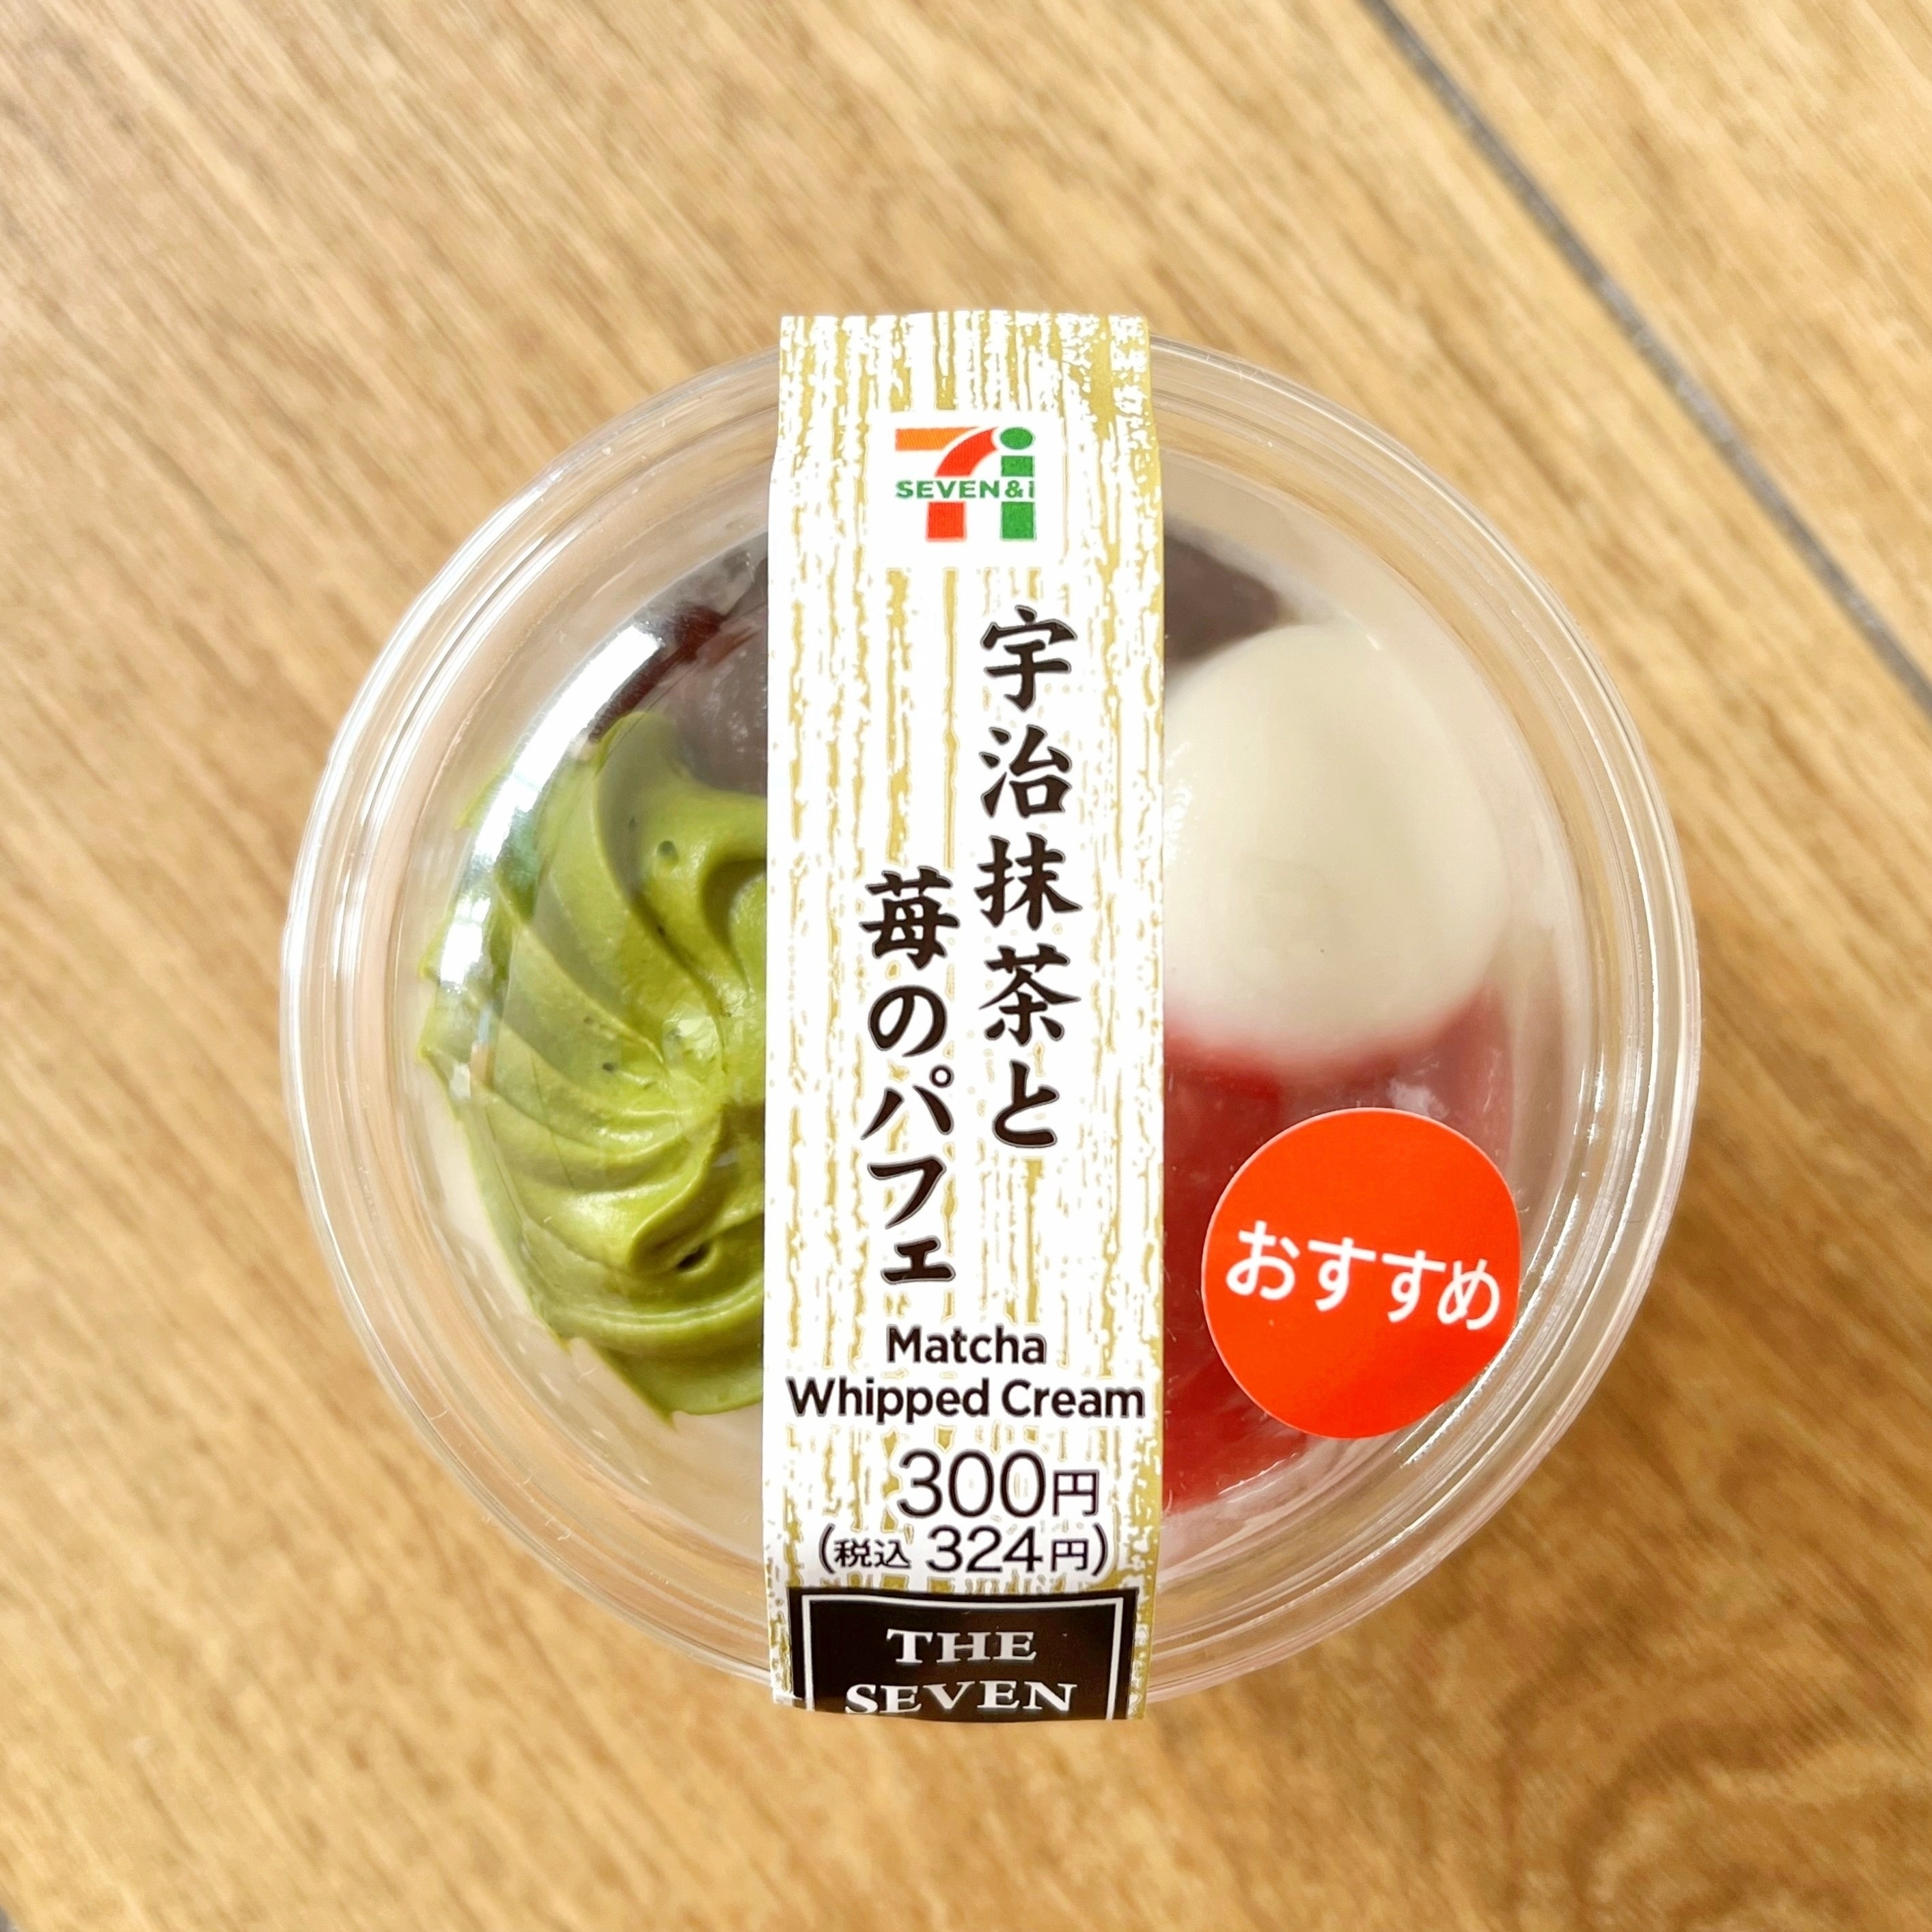 SEVEN&i
宇治抹茶と
苺のパフェ
Matcha
Whipped Cream
300円
(税込 324円)
THE
SEVEN
おすすめ